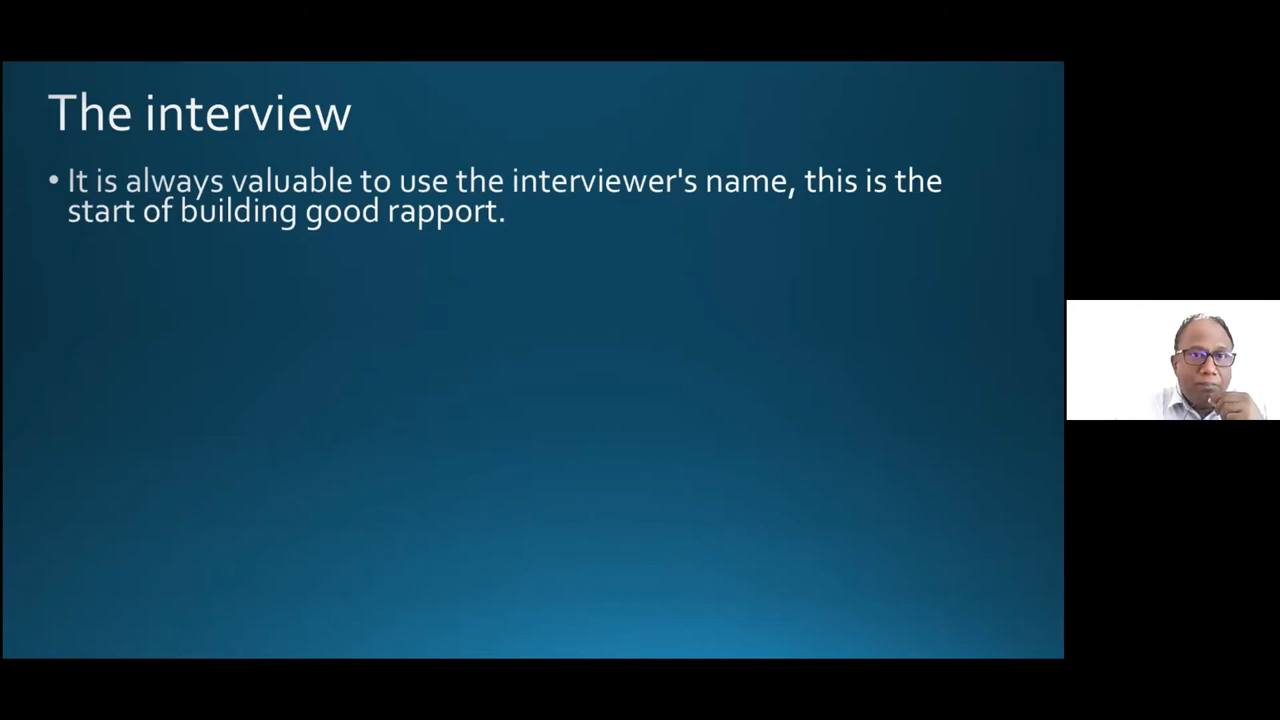 The interview
• It is always valuable to use the interviewer's name, this is the
start of building good rapport.